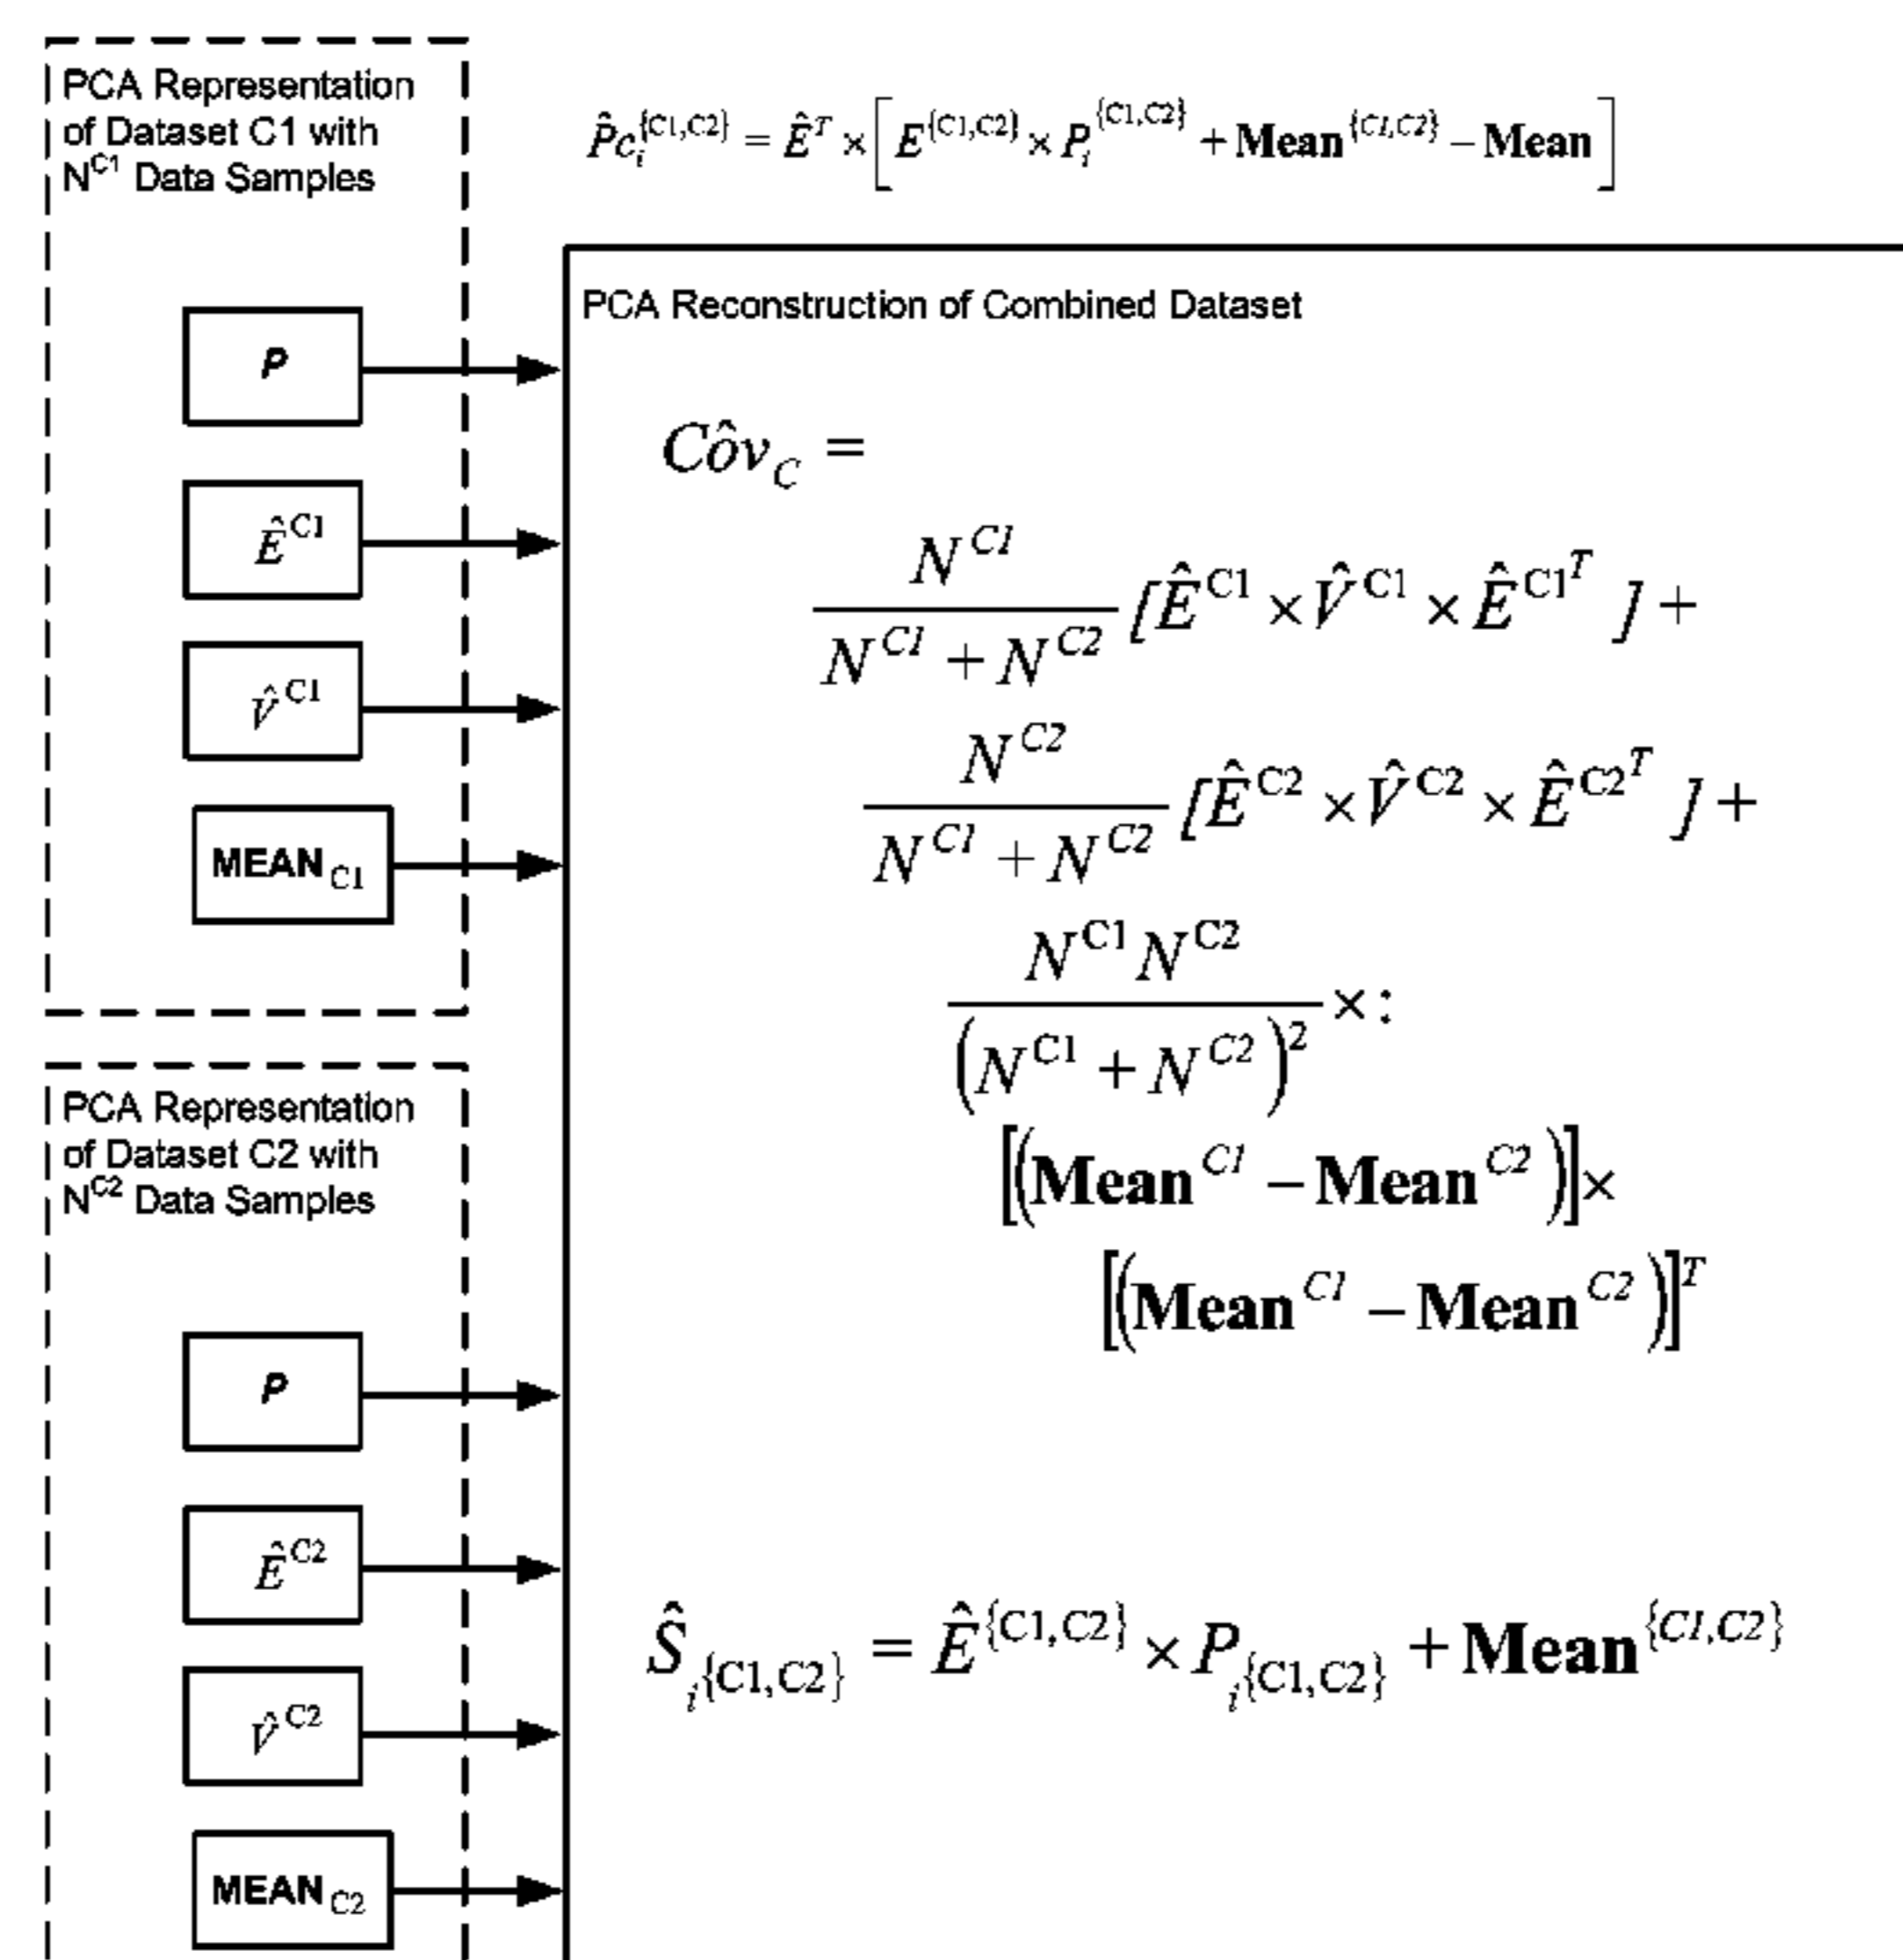 PCA Representation
of Dataset C1 with
N^C1 Data Samples
P̂c_i^{C1,C2} = Ê^T × [ E^{C1,C2} × P_i^{C1,C2} + Mean^{C1,C2} − Mean ]
PCA Reconstruction of Combined Dataset
P
Ê^C1
V̂^C1
MEAN_C1
Côv_C =
N^C1 / (N^C1 + N^C2) [Ê^C1 × V̂^C1 × Ê^C1^T ] +
N^C2 / (N^C1 + N^C2) [Ê^C2 × V̂^C2 × Ê^C2^T ] +
N^C1 N^C2 / (N^C1 + N^C2)^2 ×:
[(Mean^C1 − Mean^C2)]×
[(Mean^C1 − Mean^C2)]^T
PCA Representation
of Dataset C2 with
N^C2 Data Samples
P
Ê^C2
V̂^C2
MEAN_C2
Ŝ_i{C1,C2} = Ê^{C1,C2} × P_i{C1,C2} + Mean^{C1,C2}